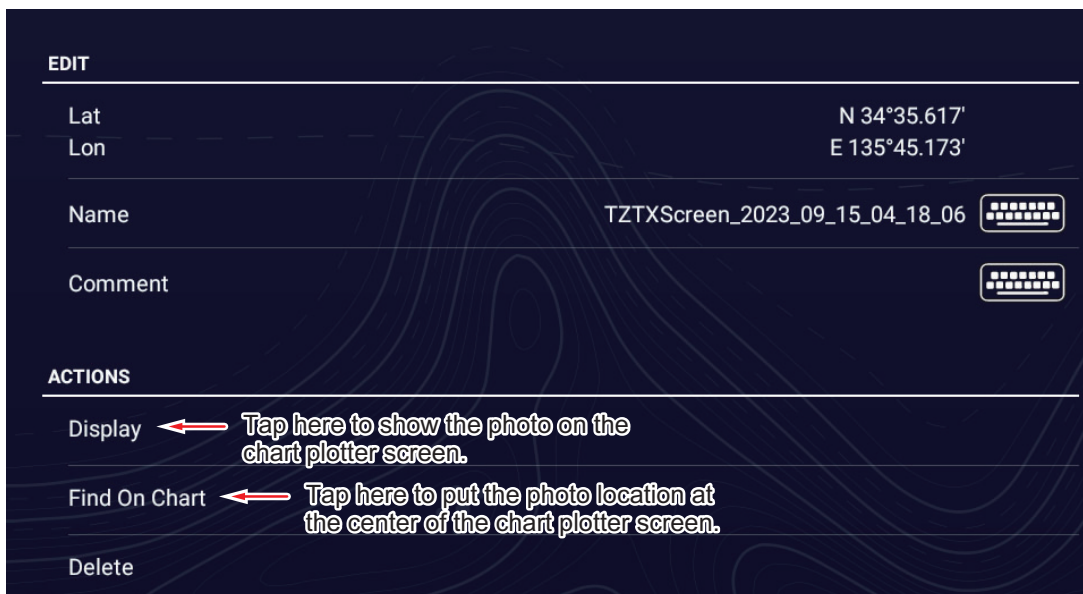 EDIT
Lat N 34°35.617'
Lon E 135°45.173'
Name TZTXScreen_2023_09_15_04_18_06
Comment
ACTIONS
Display Tap here to show the photo on the
chart plotter screen.
Find On Chart Tap here to put the photo location at
the center of the chart plotter screen.
Delete